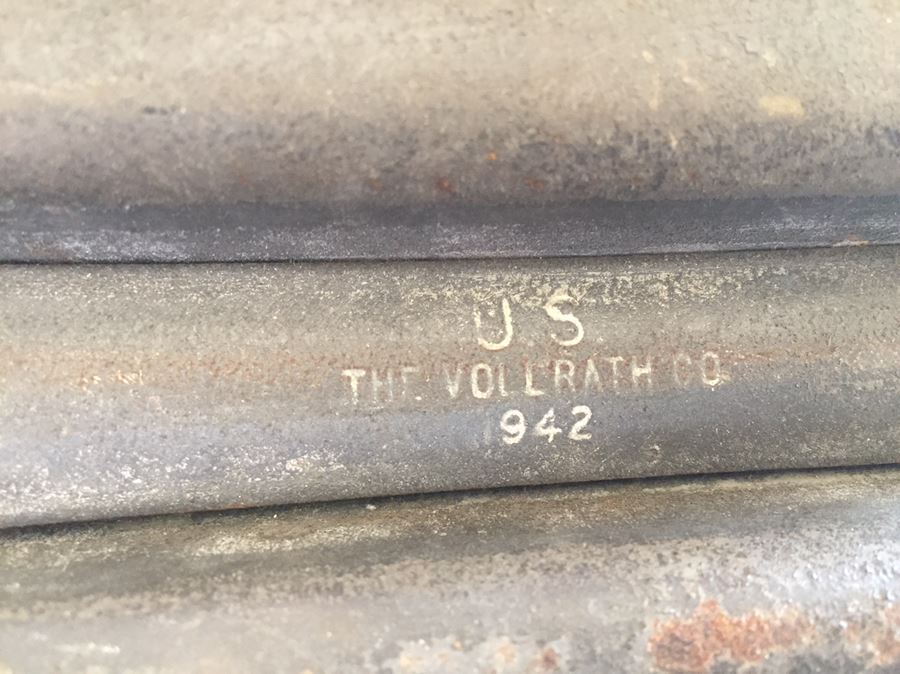 U.S.
THE VOLLRATH CO.
1942